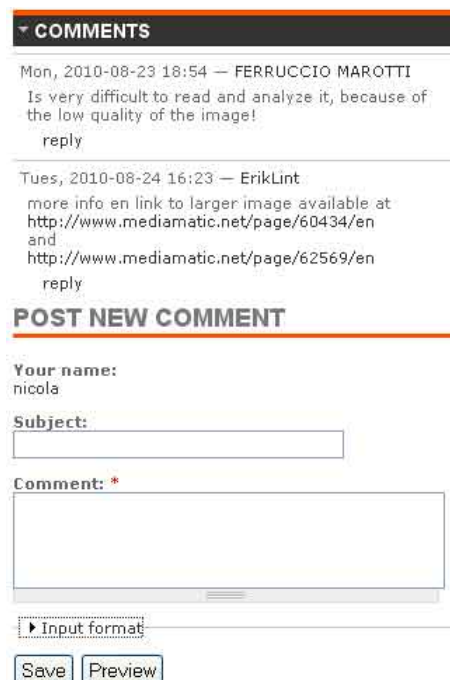 COMMENTS
Mon, 2010-08-23 18:54 — FERRUCCIO MAROTTI
Is very difficult to read and analyze it, because of
the low quality of the image!
reply
Tues, 2010-08-24 16:23 — ErikLint
more info en link to larger image available at
http://www.mediamatic.net/page/60434/en
and
http://www.mediamatic.net/page/62569/en
reply
POST NEW COMMENT
Your name:
nicola
Subject:
Comment: *
Input format
Save Preview